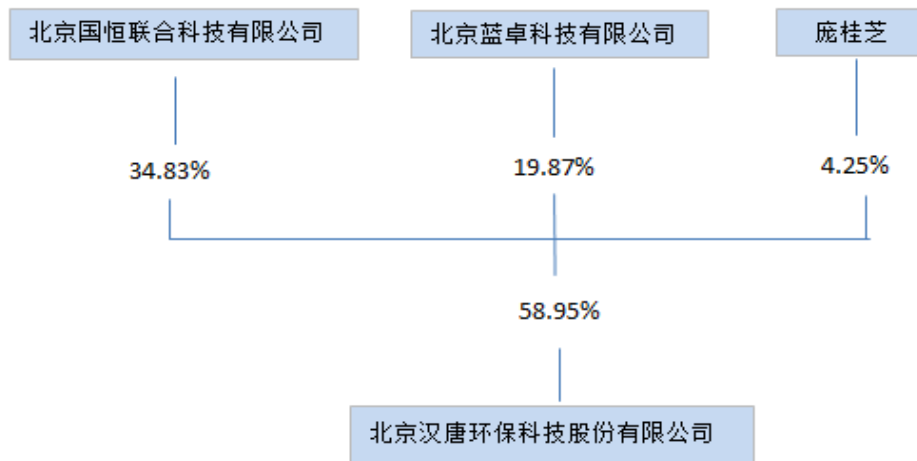 北京国恒联合科技有限公司
北京蓝卓科技有限公司
庞桂芝
34.83%
19.87%
4.25%
58.95%
北京汉唐环保科技股份有限公司